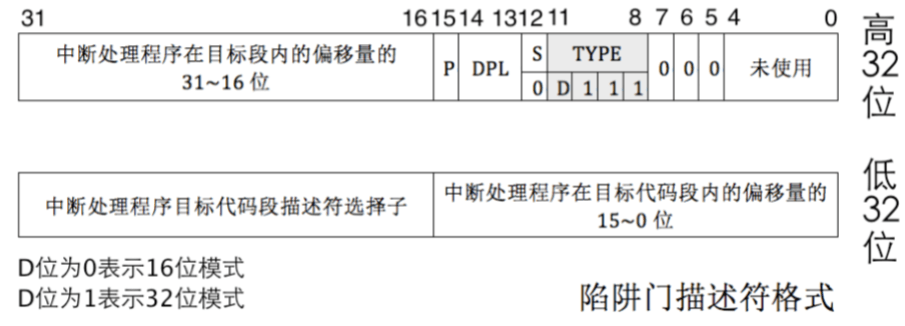 31 16 15 14 13 12 11 8 7 6 5 4 0
中断处理程序在目标段内的偏移量的
31~16 位
P
DPL
S
0
TYPE
D 1 1 1
0 0 0
未使用
高
32
位
中断处理程序目标代码段描述符选择子
中断处理程序在目标代码段内的偏移量的
15~0 位
低
32
位
D位为0表示16位模式
D位为1表示32位模式
陷阱门描述符格式